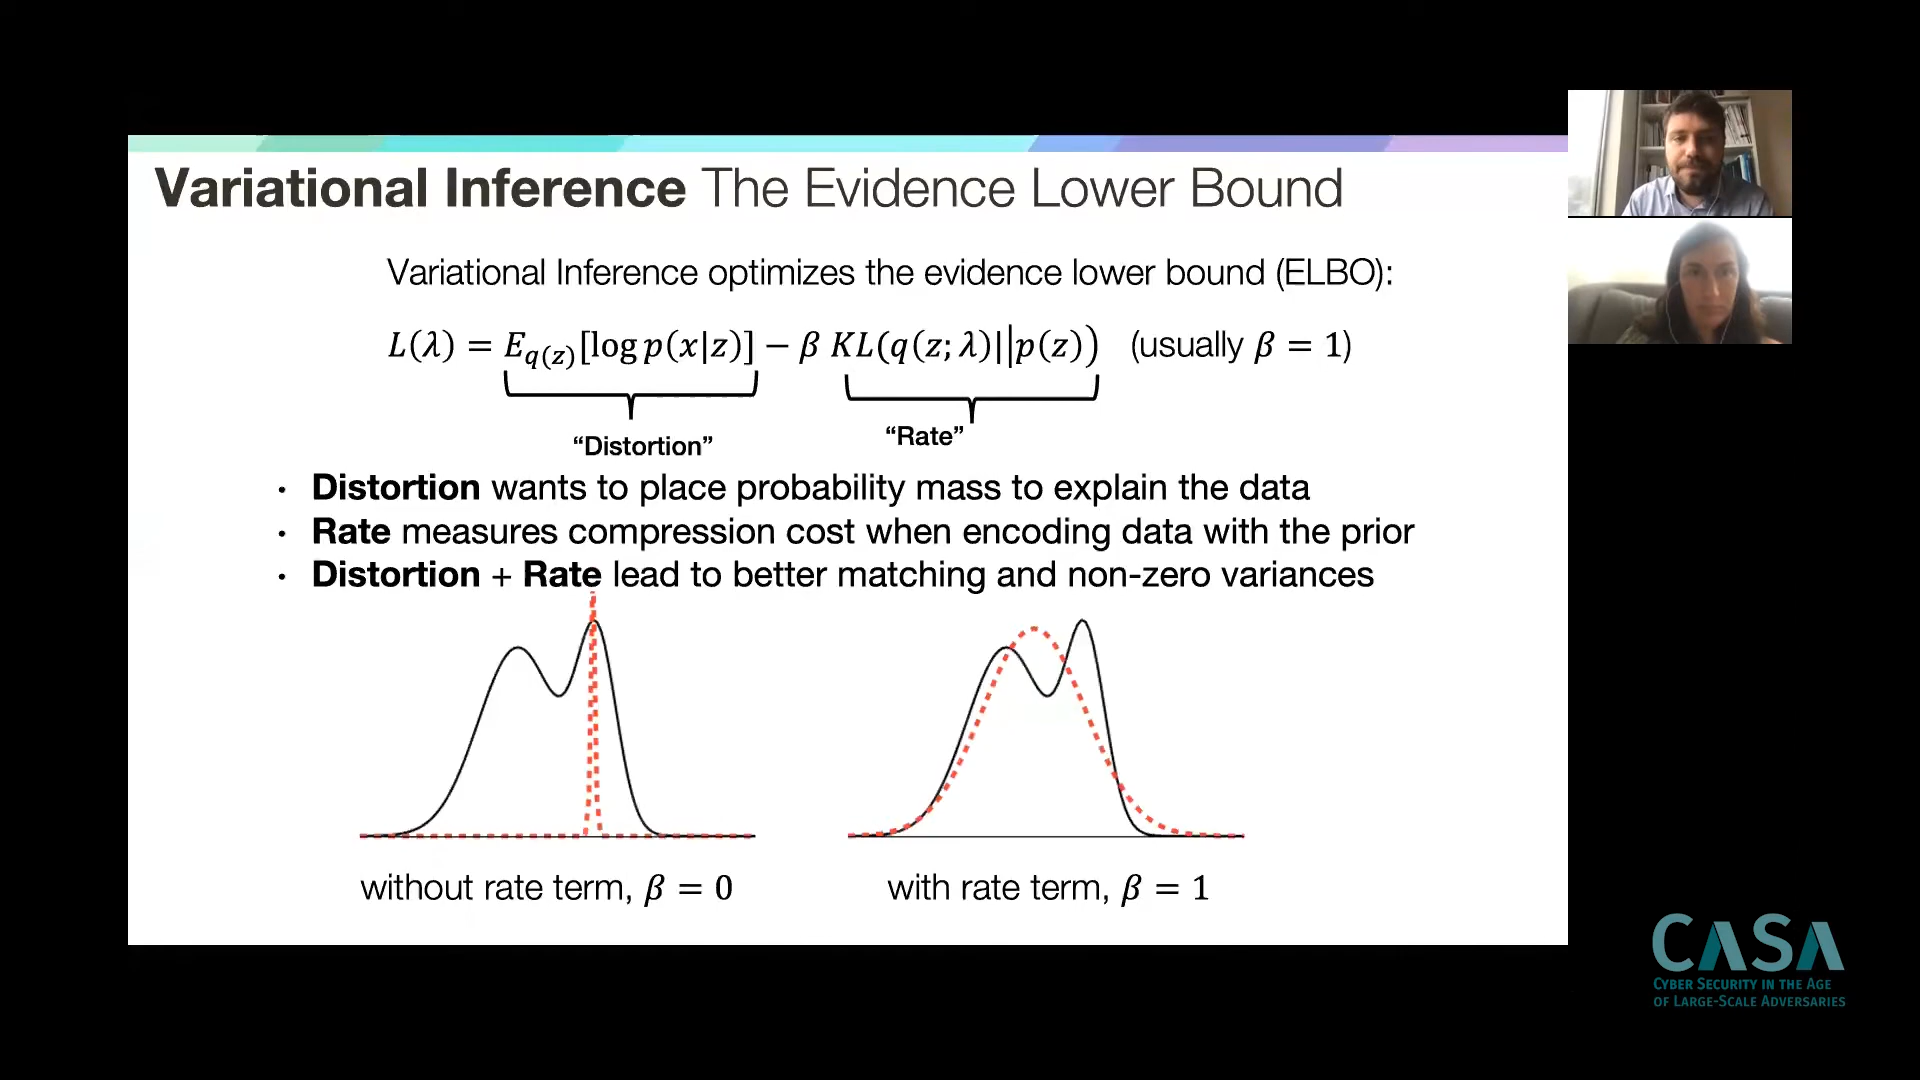 Variational Inference The Evidence Lower Bound
Variational Inference optimizes the evidence lower bound (ELBO):
L(λ) = E_{q(z)}[log p(x|z)] − β KL(q(z; λ)||p(z)) (usually β = 1)
“Distortion” “Rate”
· Distortion wants to place probability mass to explain the data
· Rate measures compression cost when encoding data with the prior
· Distortion + Rate lead to better matching and non-zero variances
without rate term, β = 0 with rate term, β = 1
CASA
CYBER SECURITY IN THE AGE
OF LARGE-SCALE ADVERSARIES